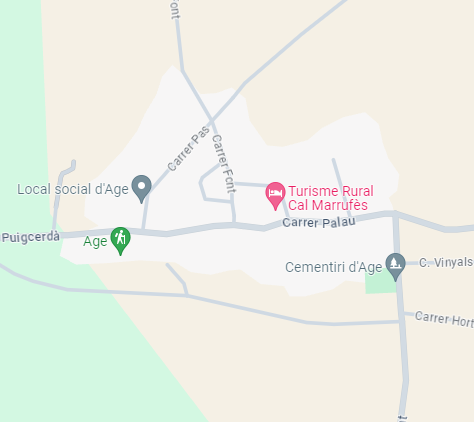 Font
Carrer Pas
Carrer Font
Local social d'Age
Turisme Rural
Cal Marrufès
Carrer Palau
Puigcerdà
Age
Cementiri d'Age
C. Vinyals
Carrer Hort